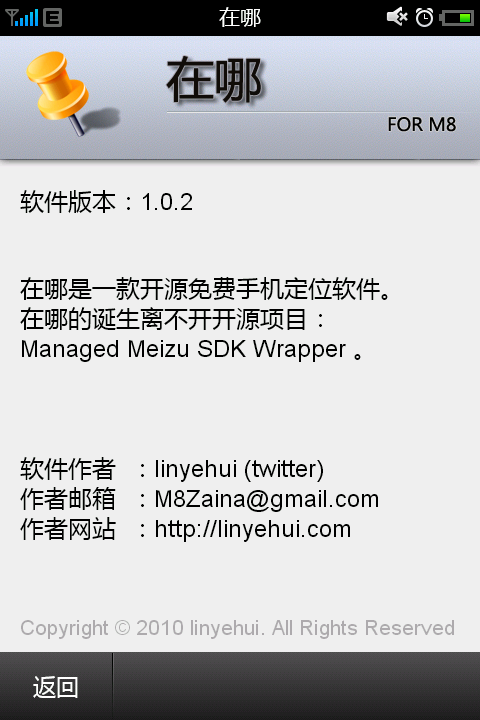 在哪
在哪
FOR M8
软件版本：1.0.2
在哪是一款开源免费手机定位软件。
在哪的诞生离不开开源项目：
Managed Meizu SDK Wrapper 。
软件作者 ：linyehui (twitter)
作者邮箱 ：M8Zaina@gmail.com
作者网站 ：http://linyehui.com
Copyright © 2010 linyehui. All Rights Reserved
返回